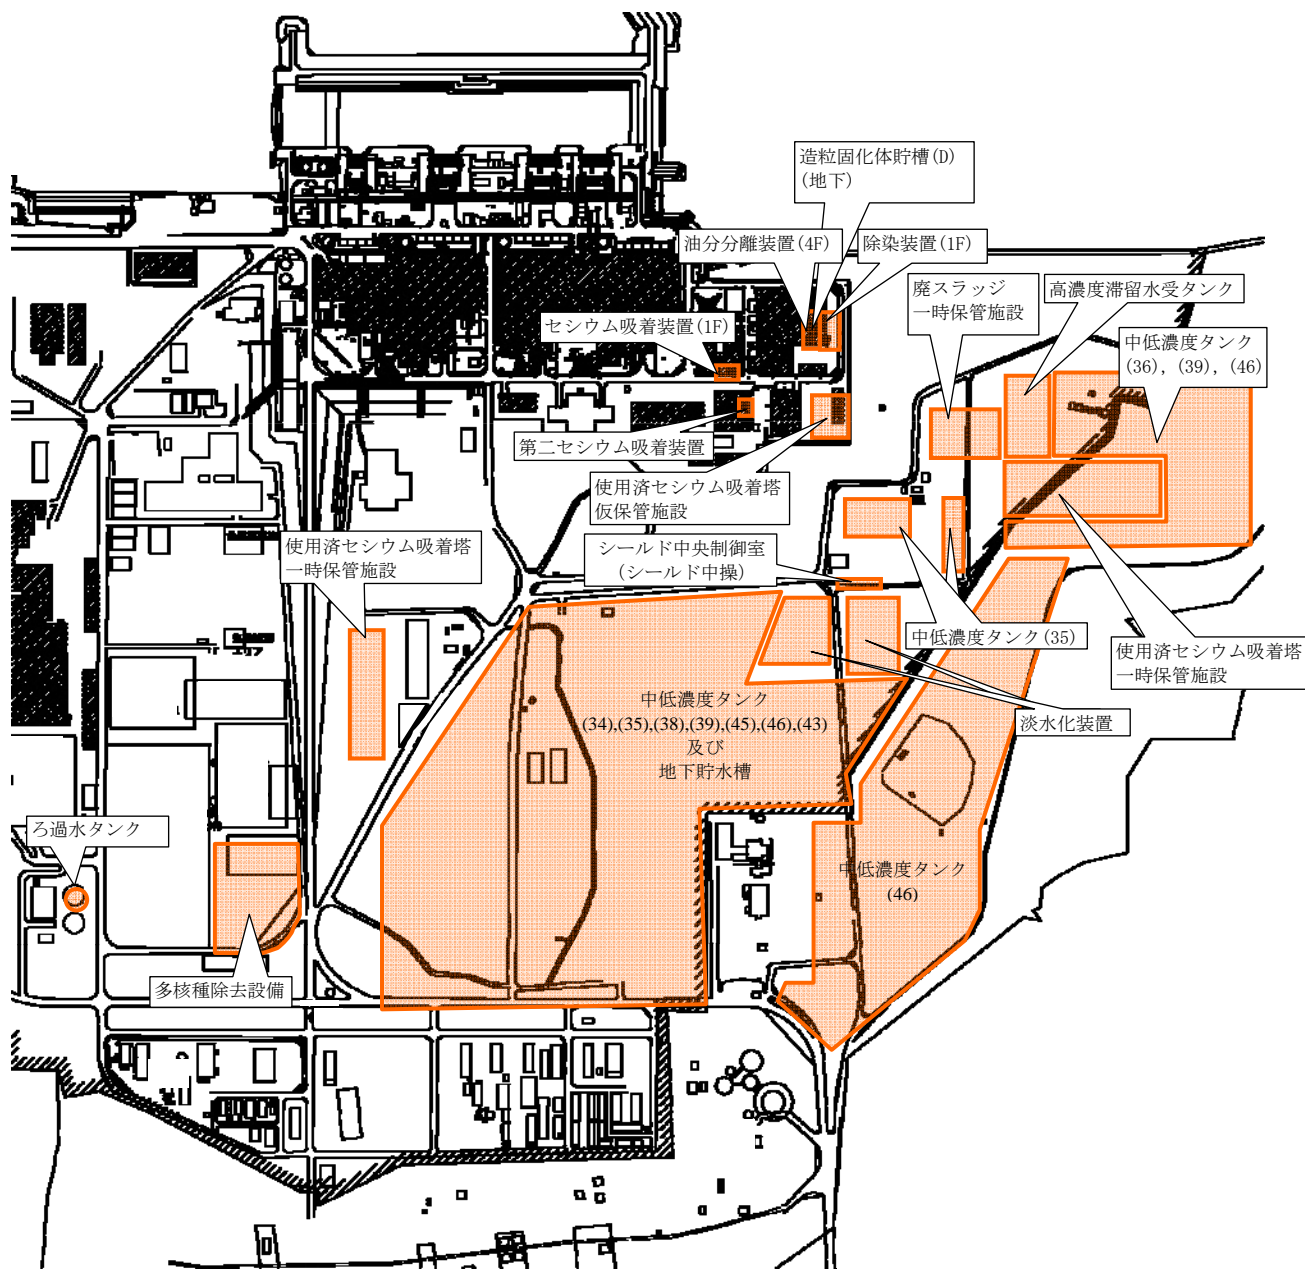 造粒固化体貯槽(D)
(地下)
油分分離装置(4F)
除染装置(1F)
廃スラッジ
一時保管施設
高濃度滞留水受タンク
セシウム吸着装置(1F)
中低濃度タンク
(36), (39), (46)
第二セシウム吸着装置
使用済セシウム吸着塔
仮保管施設
使用済セシウム吸着塔
一時保管施設
シールド中央制御室
(シールド中操)
中低濃度タンク(35)
使用済セシウム吸着塔
一時保管施設
中低濃度タンク
(34),(35),(38),(39),(45),(46),(43)
及び
地下貯水槽
淡水化装置
ろ過水タンク
中低濃度タンク
(46)
多核種除去設備